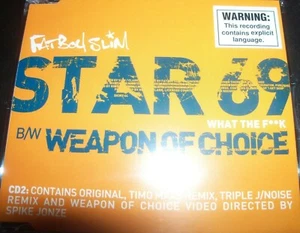 FATBOY SLIM
WARNING:
This recording
contains explicit
language.
STAR 69
WHAT THE F**K
B/W WEAPON OF CHOICE
CD2: CONTAINS ORIGINAL, TIMO MAAS REMIX, TRIPLE J/NOISE
REMIX AND WEAPON OF CHOICE VIDEO DIRECTED BY
SPIKE JONZE